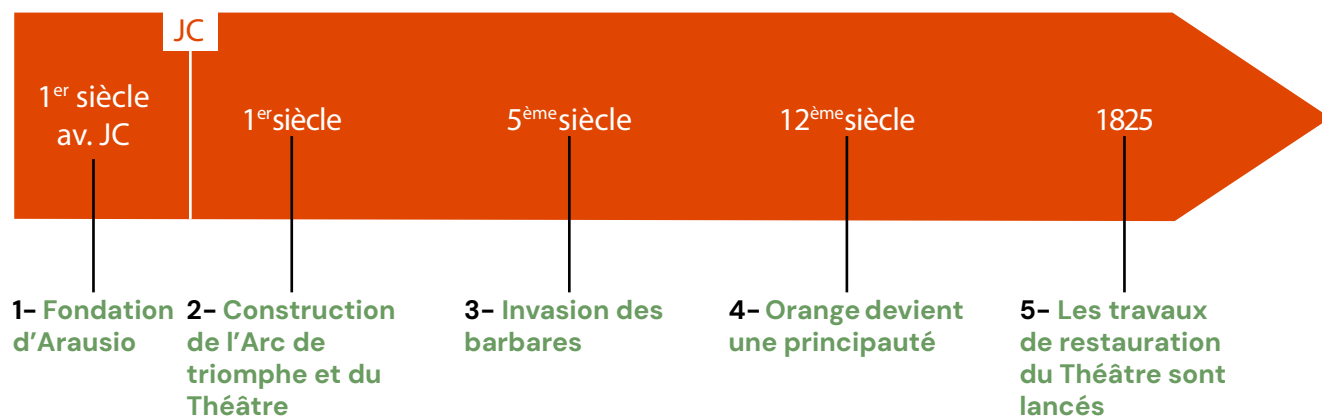 JC
1er siècle
av. JC
1er siècle
5ème siècle
12ème siècle
1825
1- Fondation
d'Arausio
2- Construction
de l'Arc de
triomphe et du
Théâtre
3- Invasion des
barbares
4- Orange devient
une principauté
5- Les travaux
de restauration
du Théâtre sont
lancés